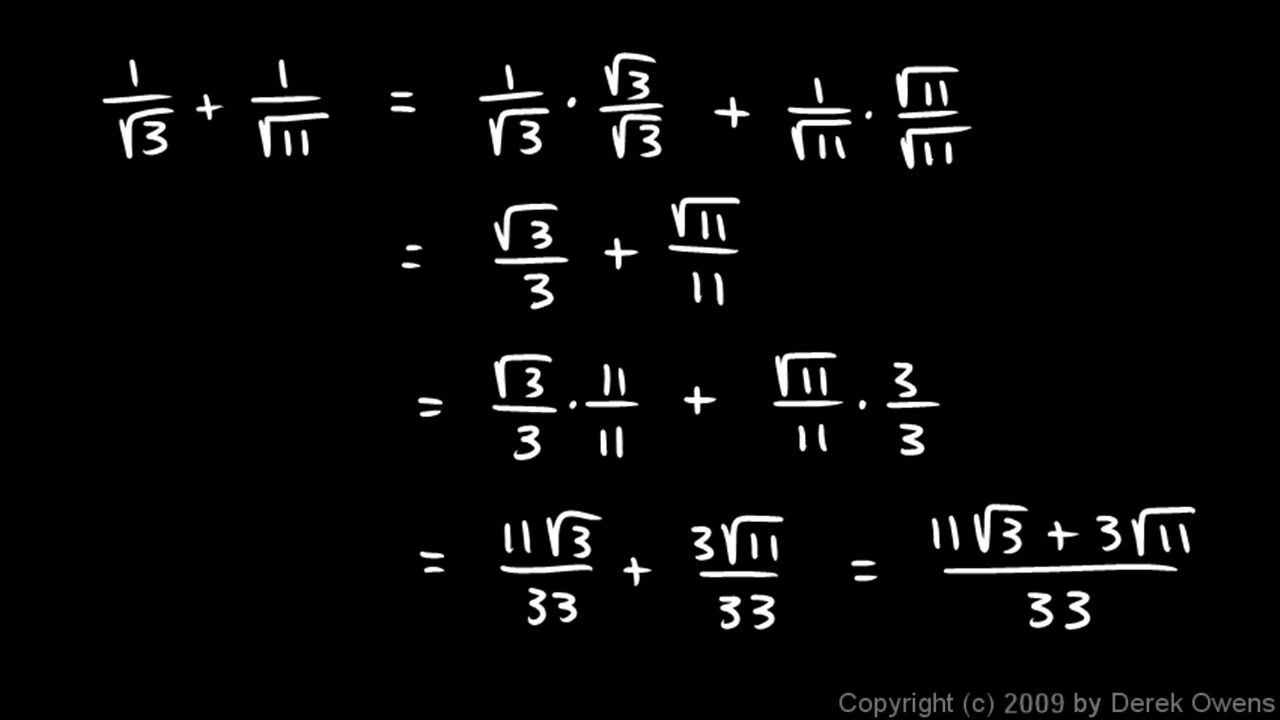 1/√3 + 1/√11 = 1/√3 · √3/√3 + 1/√11 · √11/√11
= √3/3 + √11/11
= √3/3 · 11/11 + √11/11 · 3/3
= 11√3/33 + 3√11/33 = (11√3 + 3√11)/33
Copyright (c) 2009 by Derek Owens